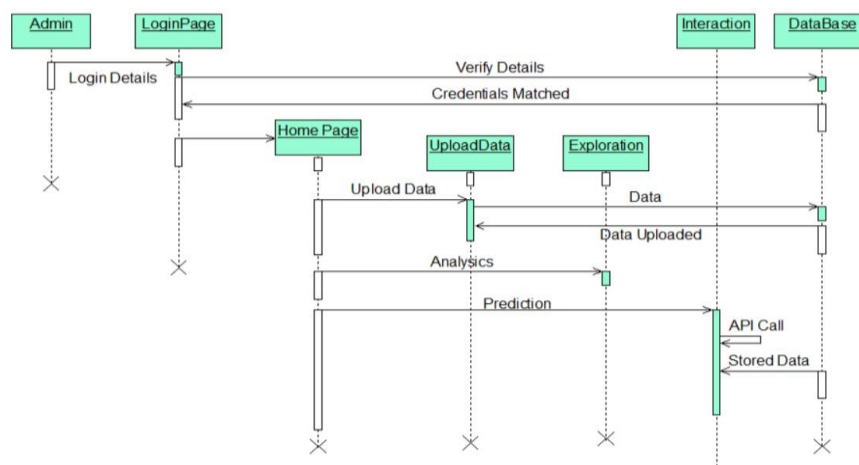 Admin
LoginPage
Interaction
DataBase
Login Details
Verify Details
Credentials Matched
Home Page
UploadData
Exploration
Upload Data
Data
Data Uploaded
Analysics
Prediction
API Call
Stored Data